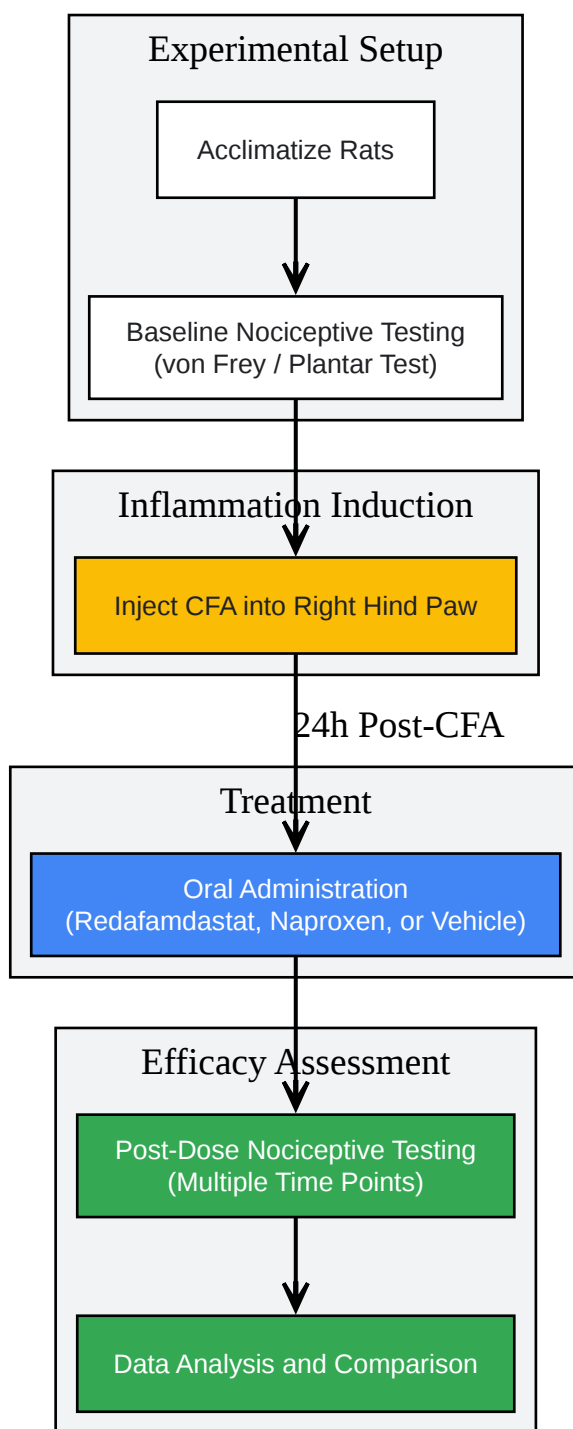 Experimental Setup
Acclimatize Rats
Baseline Nociceptive Testing
(von Frey / Plantar Test)
Inflammation Induction
Inject CFA into Right Hind Paw
24h Post-CFA
Treatment
Oral Administration
(Redafamdastat, Naproxen, or Vehicle)
Efficacy Assessment
Post-Dose Nociceptive Testing
(Multiple Time Points)
Data Analysis and Comparison